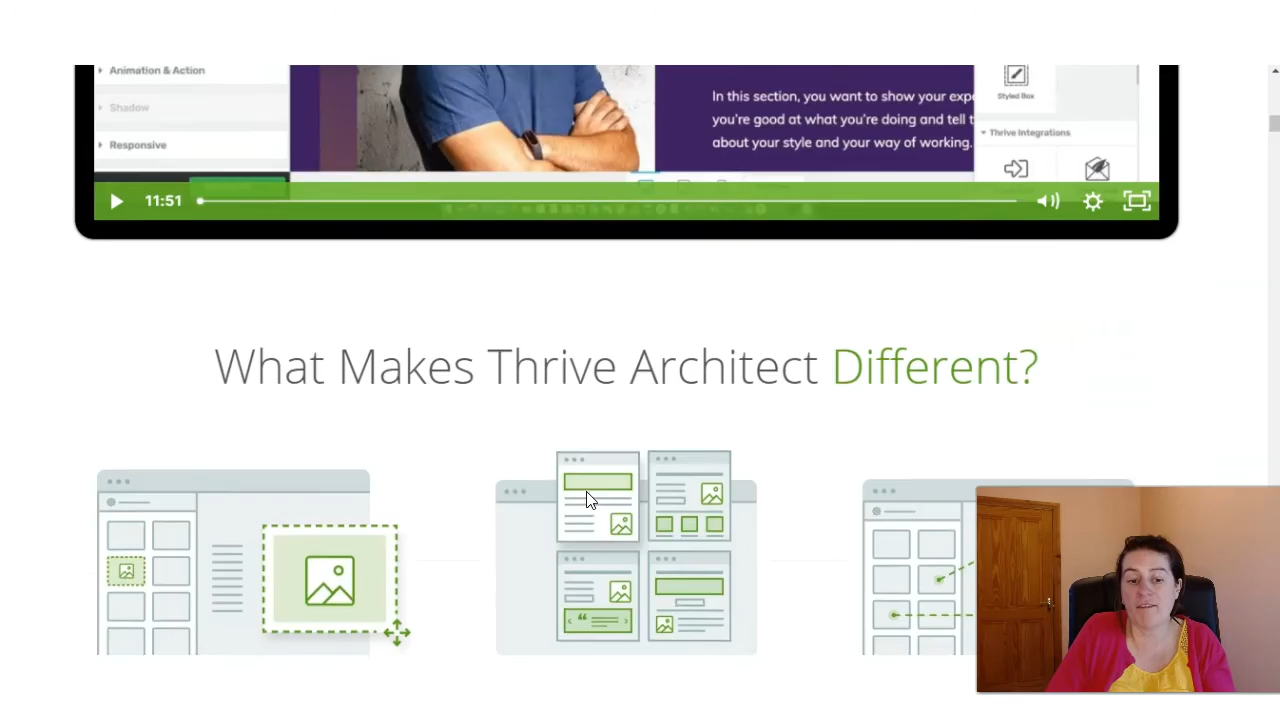 Animation & Action
Shadow
Responsive
In this section, you want to show your expe
you're good at what you're doing and tell t
about your style and your way of working.
Styled Box
Thrive Integrations
11:51
What Makes Thrive Architect Different?